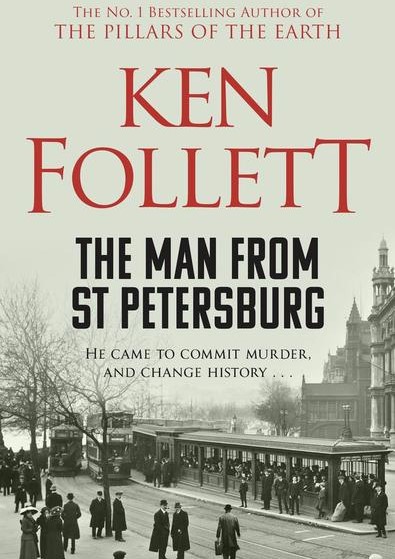 The No. 1 Bestselling Author of
THE PILLARS OF THE EARTH
KEN
FOLLETT
THE MAN FROM
ST PETERSBURG
He came to commit murder,
and change history . . .